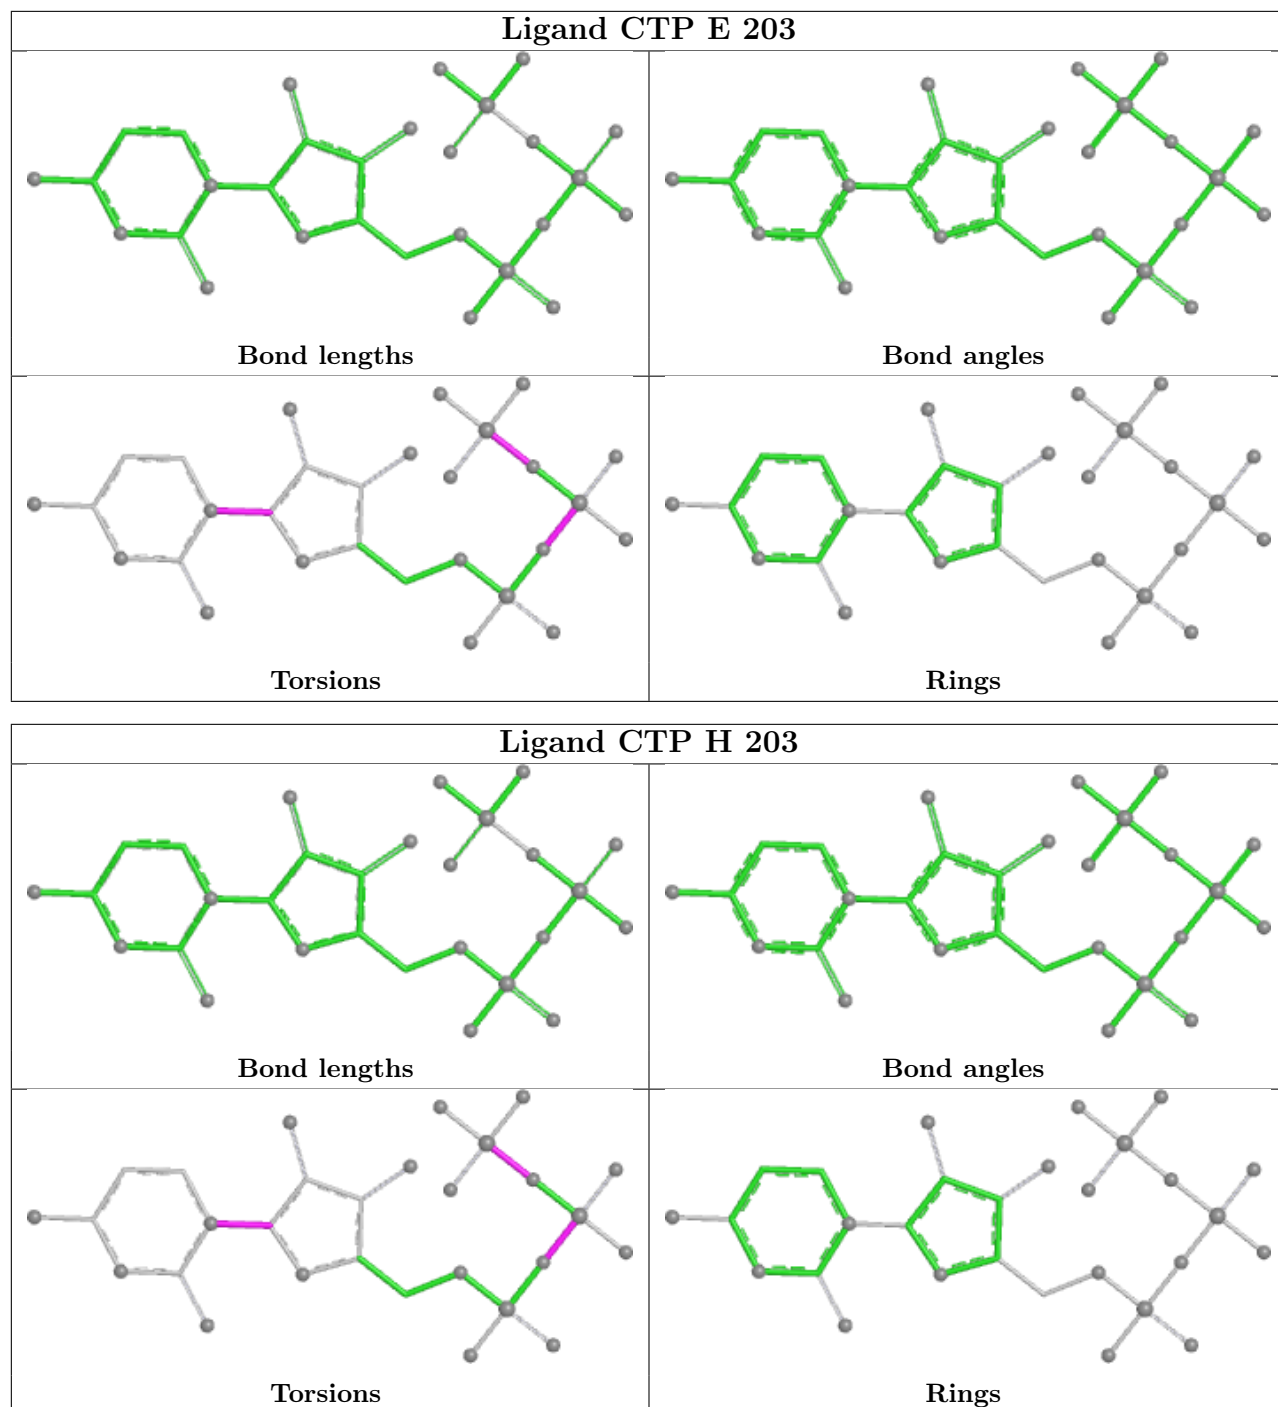 Ligand CTP E 203
Bond lengths
Bond angles
Torsions
Rings
Ligand CTP H 203
Bond lengths
Bond angles
Torsions
Rings